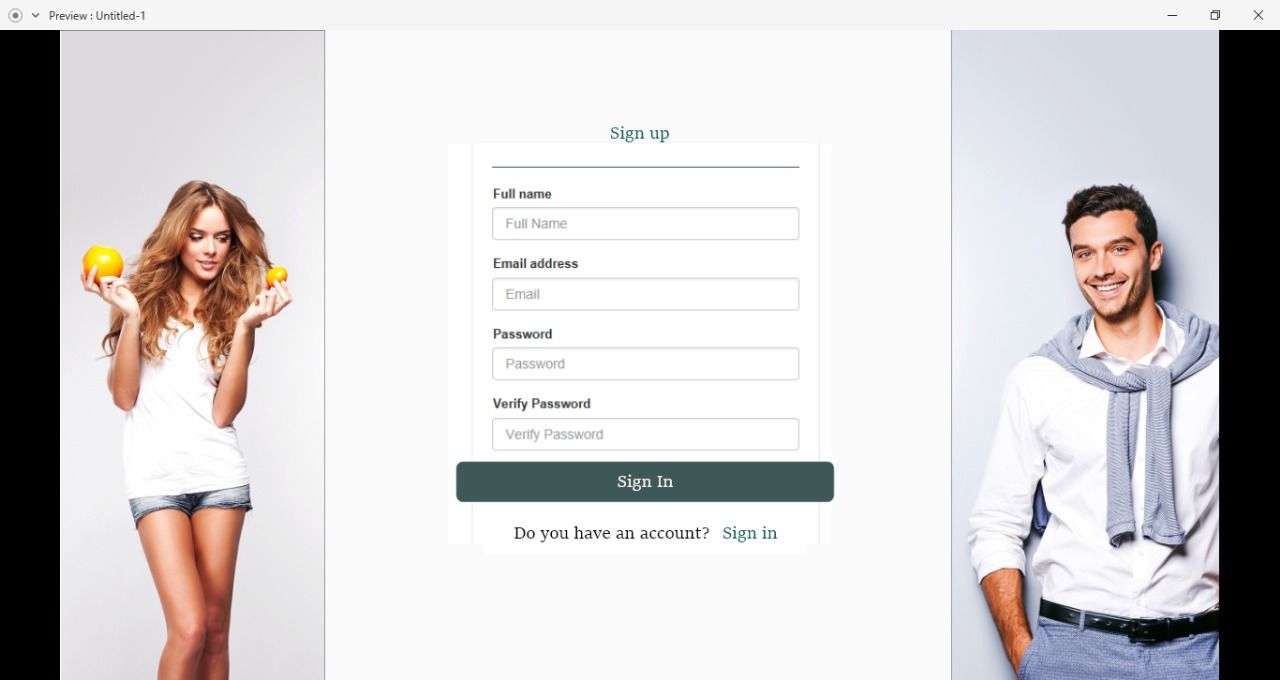 Preview : Untitled-1
Sign up
Full name
Full Name
Email address
Email
Password
Password
Verify Password
Verify Password
Sign In
Do you have an account? Sign in